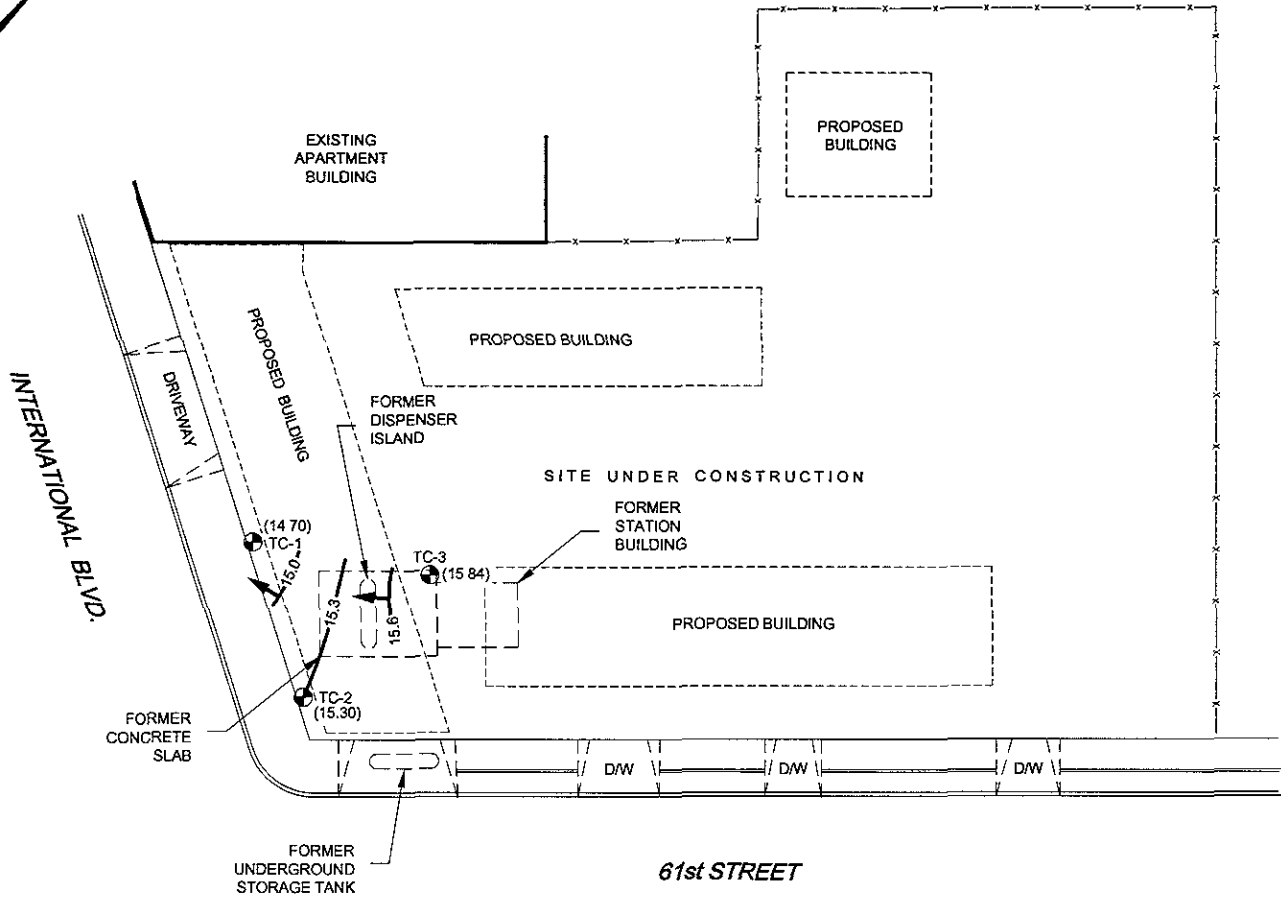 EXISTING
APARTMENT
BUILDING
PROPOSED
BUILDING
PROPOSED BUILDING
PROPOSED BUILDING
DRIVEWAY
INTERNATIONAL BLVD.
FORMER
DISPENSER
ISLAND
SITE UNDER CONSTRUCTION
FORMER
STATION
BUILDING
(14 70)
TC-1
15.0
15.3
15.6
TC-3
(15 84)
PROPOSED BUILDING
TC-2
(15.30)
FORMER
CONCRETE
SLAB
D/W
D/W
D/W
FORMER
UNDERGROUND
STORAGE TANK
61st STREET